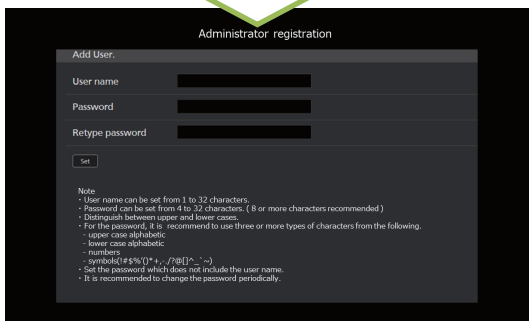 Administrator registration
Add User.
User name
Password
Retype password
Set
Note
・User name can be set from 1 to 32 characters.
・Password can be set from 4 to 32 characters. ( 8 or more characters recommended )
・Distinguish between upper and lower cases.
・For the password, it is recommend to use three or more types of characters from the following.
- upper case alphabetic
- lower case alphabetic
- numbers
- symbols(!#$%'()*+,-./?@[]^_`~)
・Set the password which does not include the user name.
・It is recommended to change the password periodically.